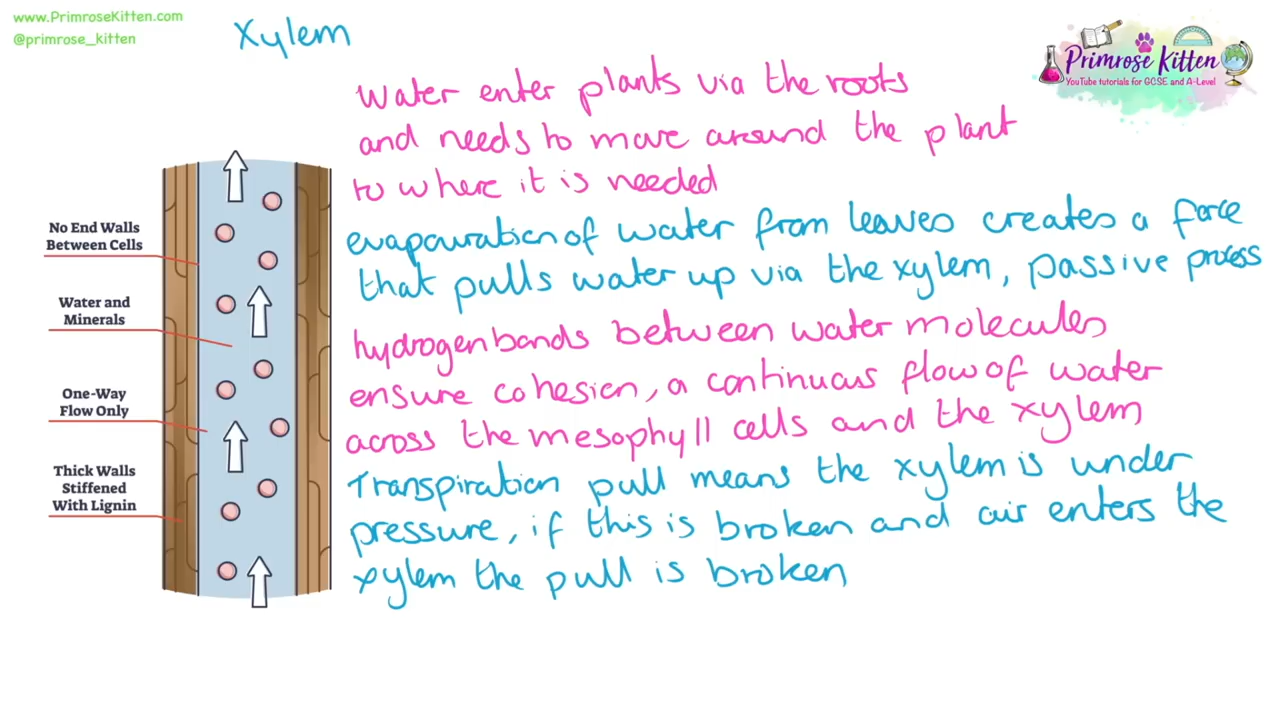 www.PrimroseKitten.com
@primrose_kitten
Xylem
Primrose Kitten
YouTube tutorials for GCSE and A-Level
Water enter plants via the roots
and needs to move around the plant
to where it is needed
evapouration of water from leaves creates a force
that pulls water up via the xylem, passive process
hydrogen bonds between water molecules
ensure cohesion, a continuous flow of water
across the mesophyll cells and the xylem,
Transpiration pull means the xylem is under
pressure, if this is broken and air enters the
xylem the pull is broken,
No End Walls
Between Cells
Water and
Minerals
One-Way
Flow Only
Thick Walls
Stiffened
With Lignin